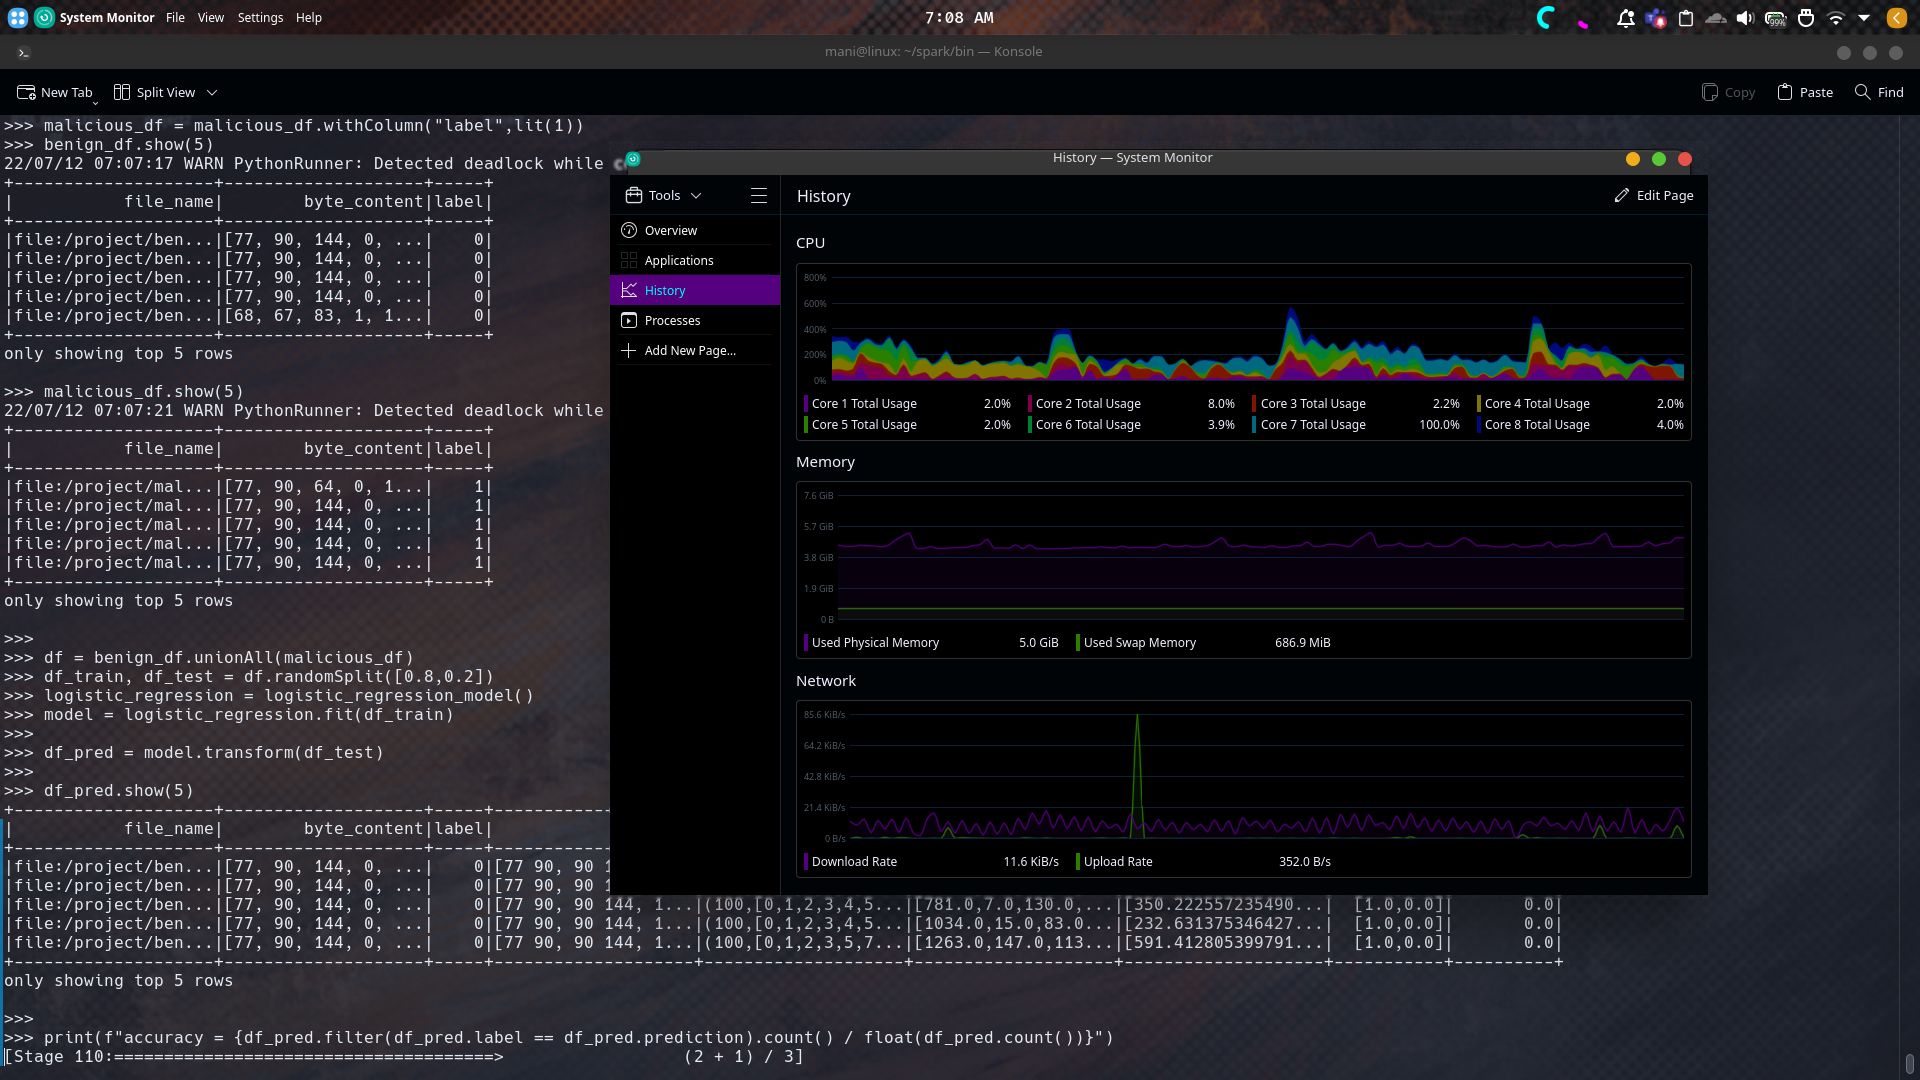 System Monitor File View Settings Help
7:08 AM
99%
mani@linux: ~/spark/bin — Konsole
New Tab Split View Copy Paste Find
>>> malicious_df = malicious_df.withColumn("label",lit(1))
>>> benign_df.show(5)
22/07/12 07:07:17 WARN PythonRunner: Detected deadlock while
+--------------------+--------------------+-----+
|           file_name|        byte_content|label|
+--------------------+--------------------+-----+
|file:/project/ben...|[77, 90, 144, 0, ...|    0|
|file:/project/ben...|[77, 90, 144, 0, ...|    0|
|file:/project/ben...|[77, 90, 144, 0, ...|    0|
|file:/project/ben...|[77, 90, 144, 0, ...|    0|
|file:/project/ben...|[68, 67, 83, 1, 1...|    0|
+--------------------+--------------------+-----+
only showing top 5 rows
>>> malicious_df.show(5)
22/07/12 07:07:21 WARN PythonRunner: Detected deadlock while
+--------------------+--------------------+-----+
|           file_name|        byte_content|label|
+--------------------+--------------------+-----+
|file:/project/mal...|[77, 90, 64, 0, 1...|    1|
|file:/project/mal...|[77, 90, 144, 0, ...|    1|
|file:/project/mal...|[77, 90, 144, 0, ...|    1|
|file:/project/mal...|[77, 90, 144, 0, ...|    1|
|file:/project/mal...|[77, 90, 144, 0, ...|    1|
+--------------------+--------------------+-----+
only showing top 5 rows
>>>
>>> df = benign_df.unionAll(malicious_df)
>>> df_train, df_test = df.randomSplit([0.8,0.2])
>>> logistic_regression = logistic_regression_model()
>>> model = logistic_regression.fit(df_train)
>>>
>>> df_pred = model.transform(df_test)
>>>
>>> df_pred.show(5)
+--------------------+--------------------+-----+------------
|           file_name|        byte_content|label|
+--------------------+--------------------+-----+------------
|file:/project/ben...|[77, 90, 144, 0, ...|    0|[77 90, 90 1
|file:/project/ben...|[77, 90, 144, 0, ...|    0|[77 90, 90 1
|file:/project/ben...|[77, 90, 144, 0, ...|    0|[77 90, 90 144, 1...|(100,[0,1,2,3,4,5...|[781.0,7.0,130.0,...|[350.222557235490...|  [1.0,0.0]|       0.0|
|file:/project/ben...|[77, 90, 144, 0, ...|    0|[77 90, 90 144, 1...|(100,[0,1,2,3,4,5...|[1034.0,15.0,83.0...|[232.631375346427...|  [1.0,0.0]|       0.0|
|file:/project/ben...|[77, 90, 144, 0, ...|    0|[77 90, 90 144, 1...|(100,[0,1,2,3,5,7...|[1263.0,147.0,113...|[591.412805399791...|  [1.0,0.0]|       0.0|
+--------------------+--------------------+-----+--------------------+--------------------+--------------------+--------------------+-----------+----------+
only showing top 5 rows
>>>
>>> print(f"accuracy = {df_pred.filter(df_pred.label == df_pred.prediction).count() / float(df_pred.count())}")
[Stage 110:======================================>                  (2 + 1) / 3]
History — System Monitor
Tools
Overview
Applications
History
Processes
Add New Page...
History Edit Page
CPU
800%
600%
400%
200%
0%
Core 1 Total Usage 2.0% Core 2 Total Usage 8.0% Core 3 Total Usage 2.2% Core 4 Total Usage 2.0%
Core 5 Total Usage 2.0% Core 6 Total Usage 3.9% Core 7 Total Usage 100.0% Core 8 Total Usage 4.0%
Memory
7.6 GiB
5.7 GiB
3.8 GiB
1.9 GiB
0 B
Used Physical Memory 5.0 GiB Used Swap Memory 686.9 MiB
Network
85.6 KiB/s
64.2 KiB/s
42.8 KiB/s
21.4 KiB/s
0 B/s
Download Rate 11.6 KiB/s Upload Rate 352.0 B/s